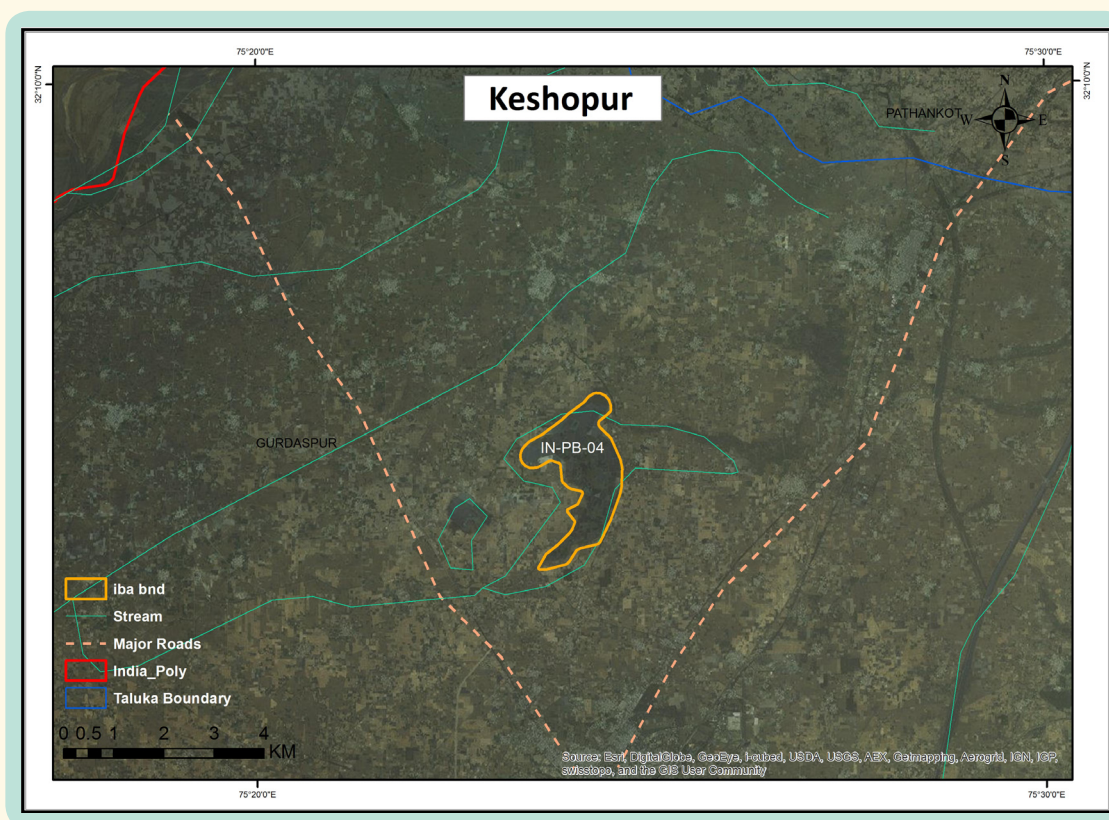 75°20'0"E
75°30'0"E
32°10'0"N
32°10'0"N
Keshopur
N
PATHANKOT
W
E
S
GURDASPUR
IN-PB-04
iba bnd
Stream
Major Roads
India_Poly
Taluka Boundary
0 0.5 1 2 3 4
KM
Source: Esri, DigitalGlobe, GeoEye, i-cubed, USDA, USGS, AEX, Getmapping, Aerogrid, IGN, IGP,
swisstopo, and the GIS User Community
75°20'0"E
75°30'0"E